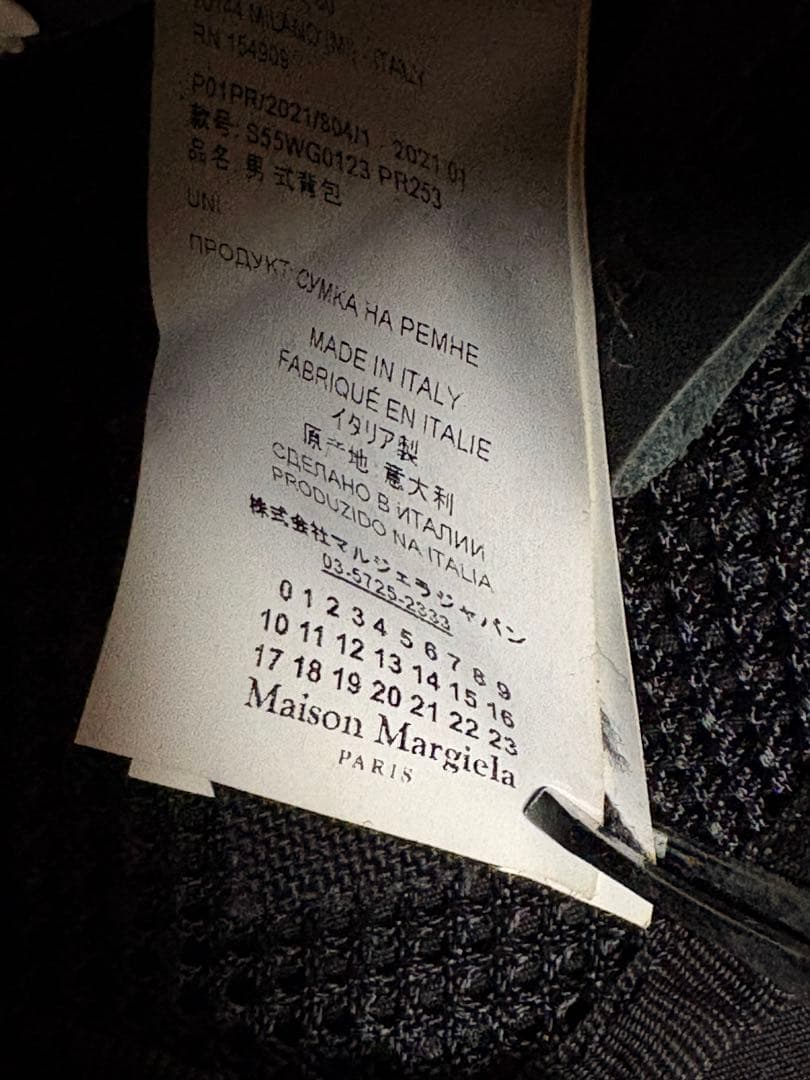 20144 MILANO (MI) - ITALY
RN 154909
P01PR/2021/804/1 2021 01
款号: S55WG0123 PR253
品名: 男式背包
UNI
ПРОДУКТ: СУМКА НА РЕМНЕ
MADE IN ITALY
FABRIQUÉ EN ITALIE
イタリア製
原产地: 意大利
СДЕЛАНО В ИТАЛИИ
PRODUZIDO NA ITALIA
株式会社マルジェラジャパン
03-5725-2333
0 1 2 3 4 5 6 7 8 9
10 11 12 13 14 15 16
17 18 19 20 21 22 23
Maison Margiela
PARIS